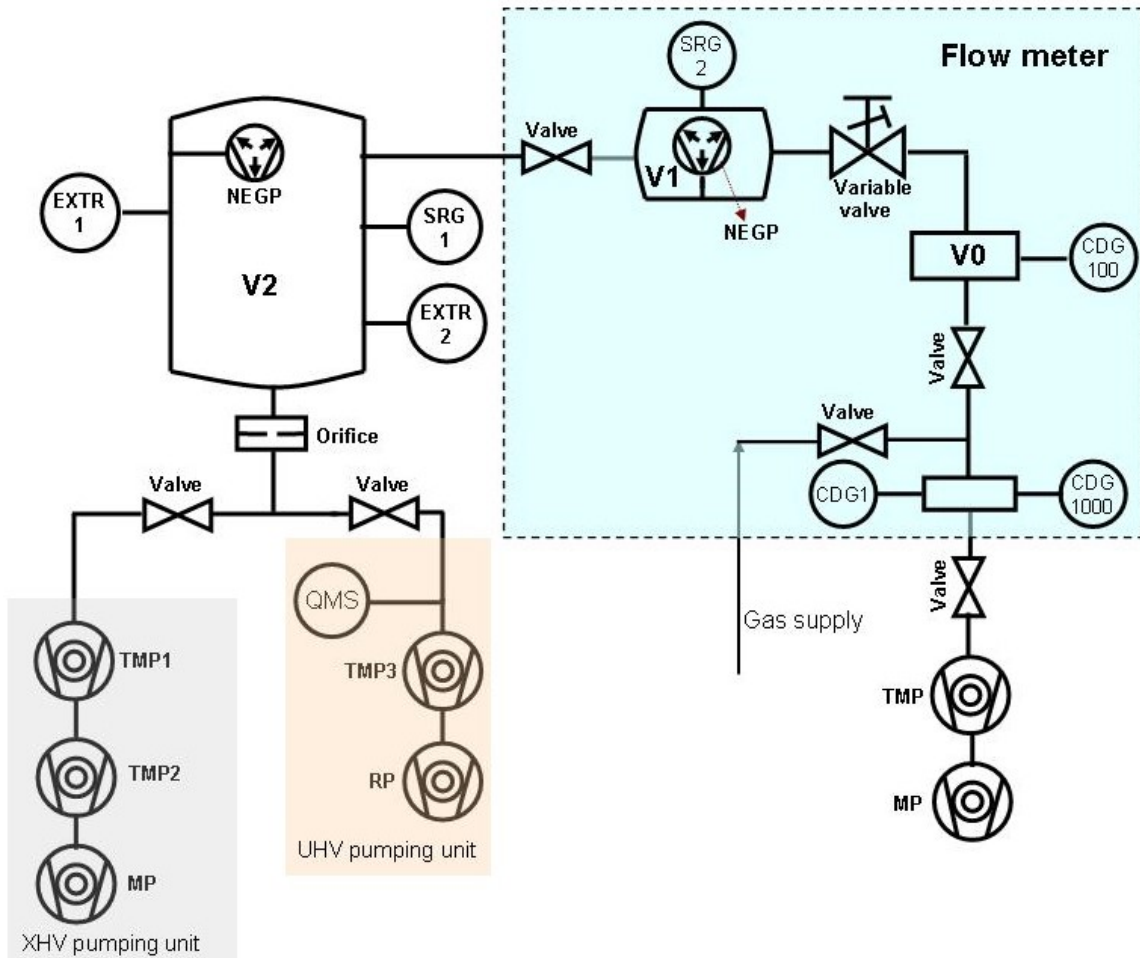 Flow meter
SRG
2
Valve
V1
NEGP
Variable
valve
V0
CDG
100
Valve
Valve
CDG1
CDG
1000
Gas supply
Valve
TMP
MP
NEGP
EXTR
1
SRG
1
V2
EXTR
2
Orifice
Valve
Valve
QMS
TMP1
TMP3
TMP2
RP
UHV pumping unit
MP
XHV pumping unit